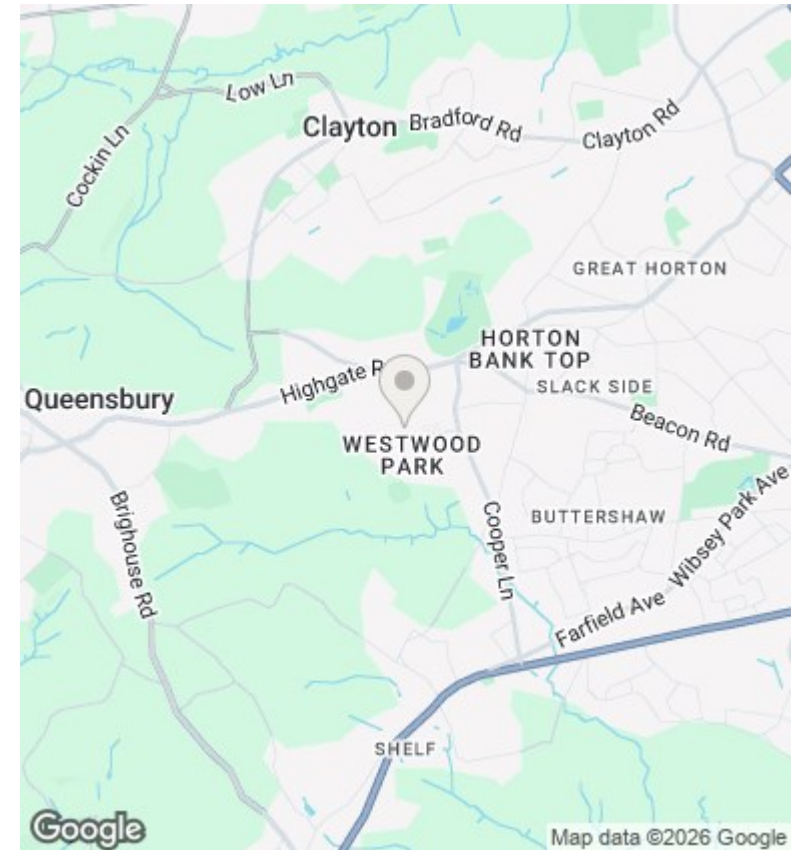 Low Ln
Clayton
Bradford Rd
Clayton Rd
Cockin Ln
GREAT HORTON
HORTON
BANK TOP
Highgate R
SLACK SIDE
Queensbury
Beacon Rd
WESTWOOD
PARK
Cooper Ln
BUTTERSHAW
Wibsey Park Ave
Brighouse Rd
Farfield Ave
SHELF
Google
Map data ©2026 Google